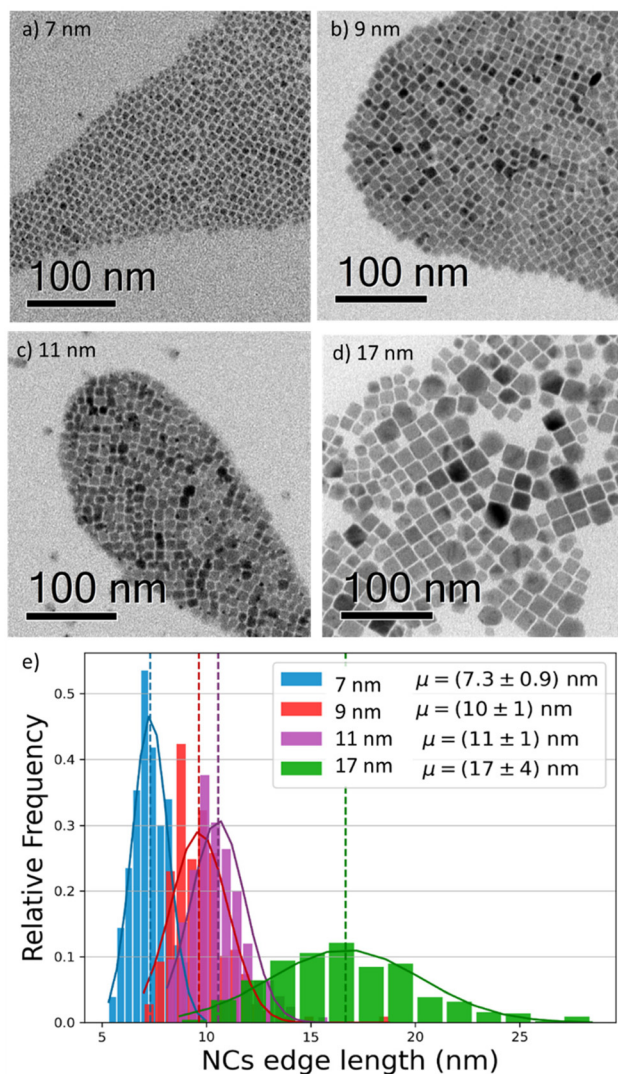 a) 7 nm
100 nm
b) 9 nm
100 nm
c) 11 nm
100 nm
d) 17 nm
100 nm
e)
7 nm μ = (7.3 ± 0.9) nm
9 nm μ = (10 ± 1) nm
11 nm μ = (11 ± 1) nm
17 nm μ = (17 ± 4) nm
Relative Frequency
0.5
0.4
0.3
0.2
0.1
0.0
5 10 15 20 25
NCs edge length (nm)